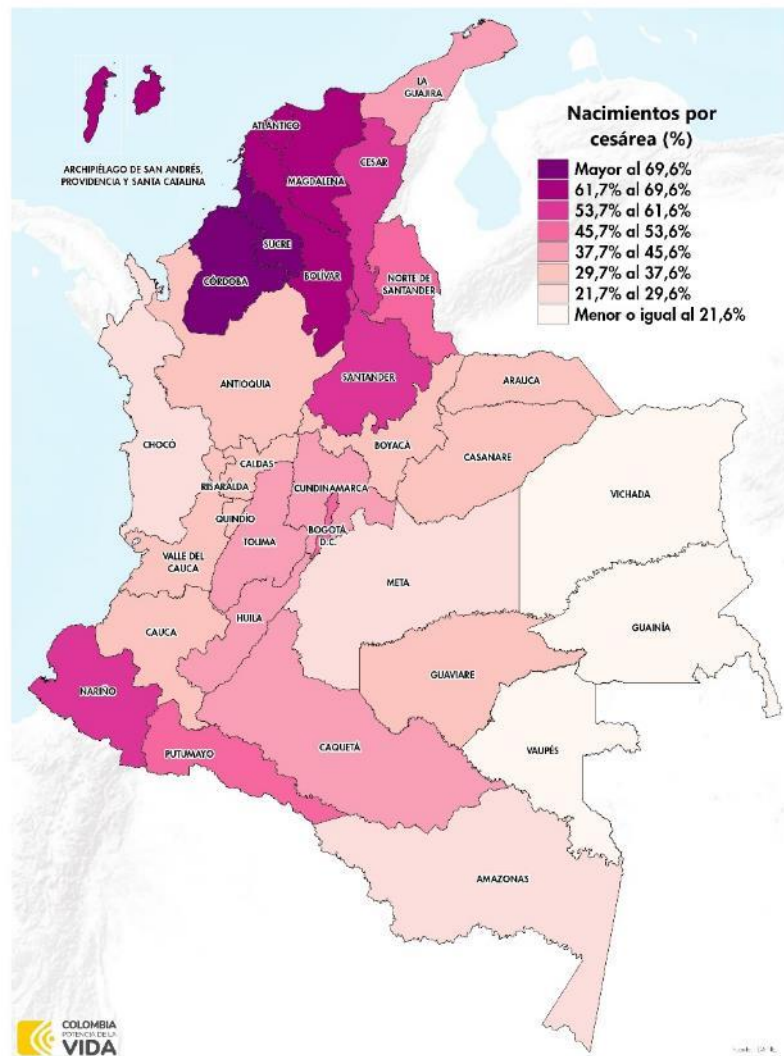 LA
GUAJIRA
ATLÁNTICO
ARCHIPIÉLAGO DE SAN ANDRÉS,
PROVIDENCIA Y SANTA CATALINA
CESAR
MAGDALENA
Nacimientos por
cesárea (%)
Mayor al 69,6%
61,7% al 69,6%
53,7% al 61,6%
45,7% al 53,6%
37,7% al 45,6%
29,7% al 37,6%
21,7% al 29,6%
Menor o igual al 21,6%
SUCRE
CÓRDOBA
BOLÍVAR
NORTE DE
SANTANDER
ANTIOQUIA
SANTANDER
ARAUCA
CHOCÓ
BOYACÁ
CASANARE
CALDAS
RISARALDA
CUNDINAMARCA
VICHADA
QUINDÍO
BOGOTÁ,
D.C.
TOLIMA
VALLE DEL
CAUCA
META
HUILA
CAUCA
GUAINÍA
GUAVIARE
NARIÑO
PUTUMAYO
CAQUETÁ
VAUPÉS
AMAZONAS
COLOMBIA
POTENCIA DE LA
VIDA